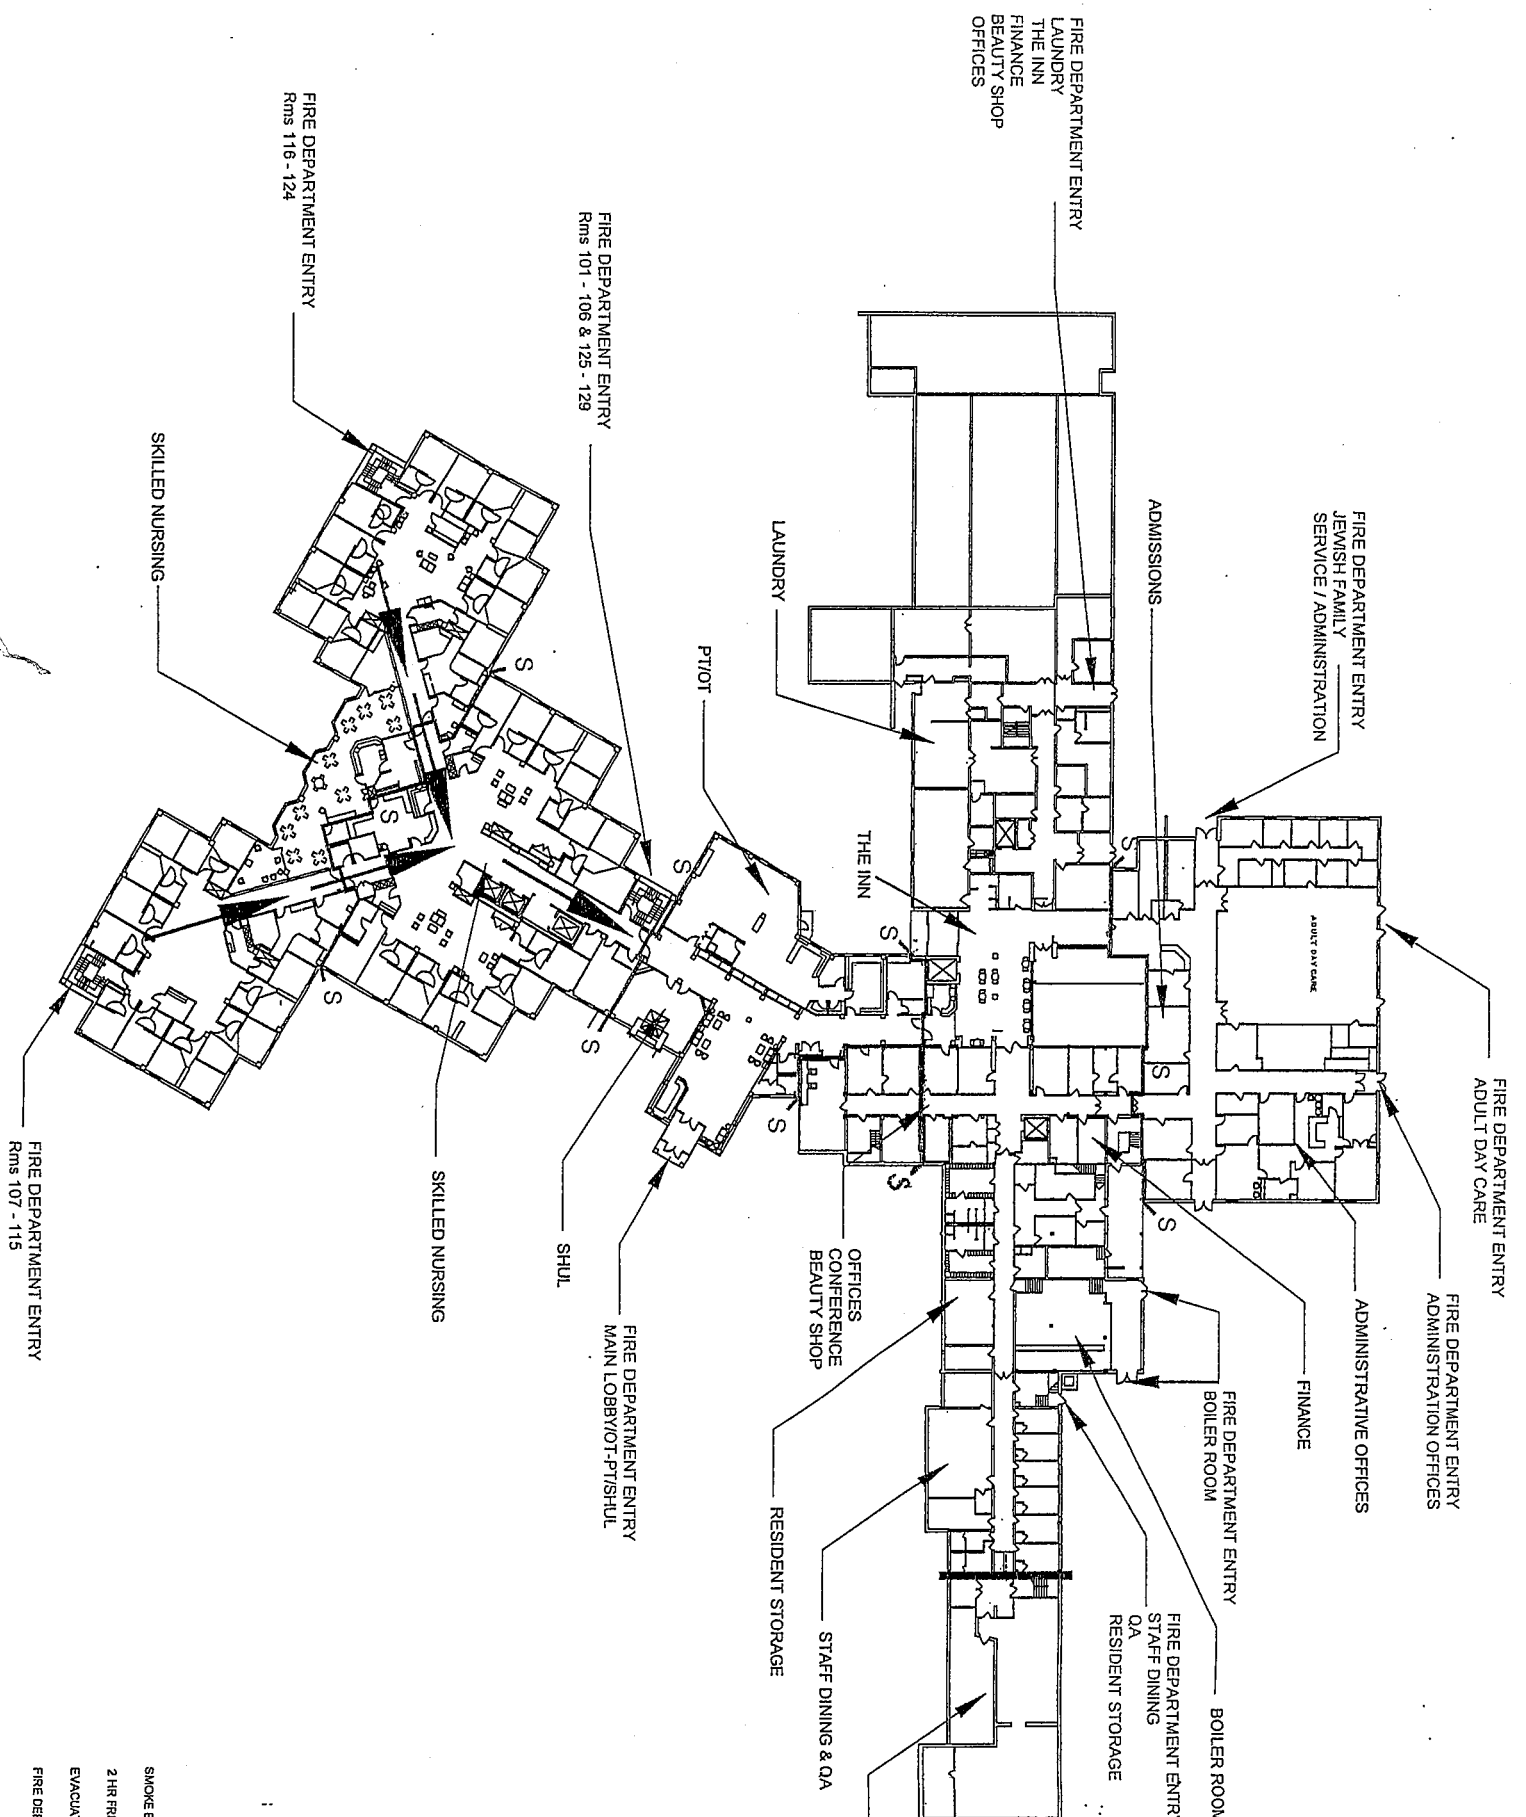 FIRE DEPARTMENT ENTRY
LAUNDRY
THE INN
FINANCE
BEAUTY SHOP
OFFICES
FIRE DEPARTMENT ENTRY
Rms 116 - 124
FIRE DEPARTMENT ENTRY
Rms 101 - 106 & 125 - 129
SKILLED NURSING
FIRE DEPARTMENT ENTRY
JEWISH FAMILY
SERVICE / ADMINISTRATION
ADMISSIONS
LAUNDRY
PT/OT
THE INN
ADULT DAY CARE
FIRE DEPARTMENT ENTRY
ADULT DAY CARE
FIRE DEPARTMENT ENTRY
ADMINISTRATION OFFICES
ADMINISTRATIVE OFFICES
FINANCE
FIRE DEPARTMENT ENTRY
BOILER ROOM
BOILER ROOM
FIRE DEPARTMENT ENTRY
STAFF DINING
QA
RESIDENT STORAGE
OFFICES
CONFERENCE
BEAUTY SHOP
RESIDENT STORAGE
STAFF DINING & QA
FIRE DEPARTMENT ENTRY
MAIN LOBBY/OT-PT/SHUL
SHUL
SKILLED NURSING
FIRE DEPARTMENT ENTRY
Rms 107 - 115
S
S
S
S
S
S
S
S
S
S
S
SMOKE
2 HR